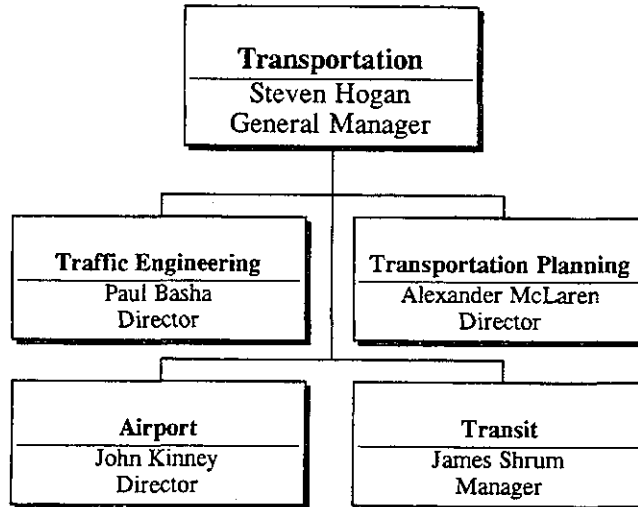 Transportation
Steven Hogan
General Manager
Traffic Engineering
Paul Basha
Director
Transportation Planning
Alexander McLaren
Director
Airport
John Kinney
Director
Transit
James Shrum
Manager